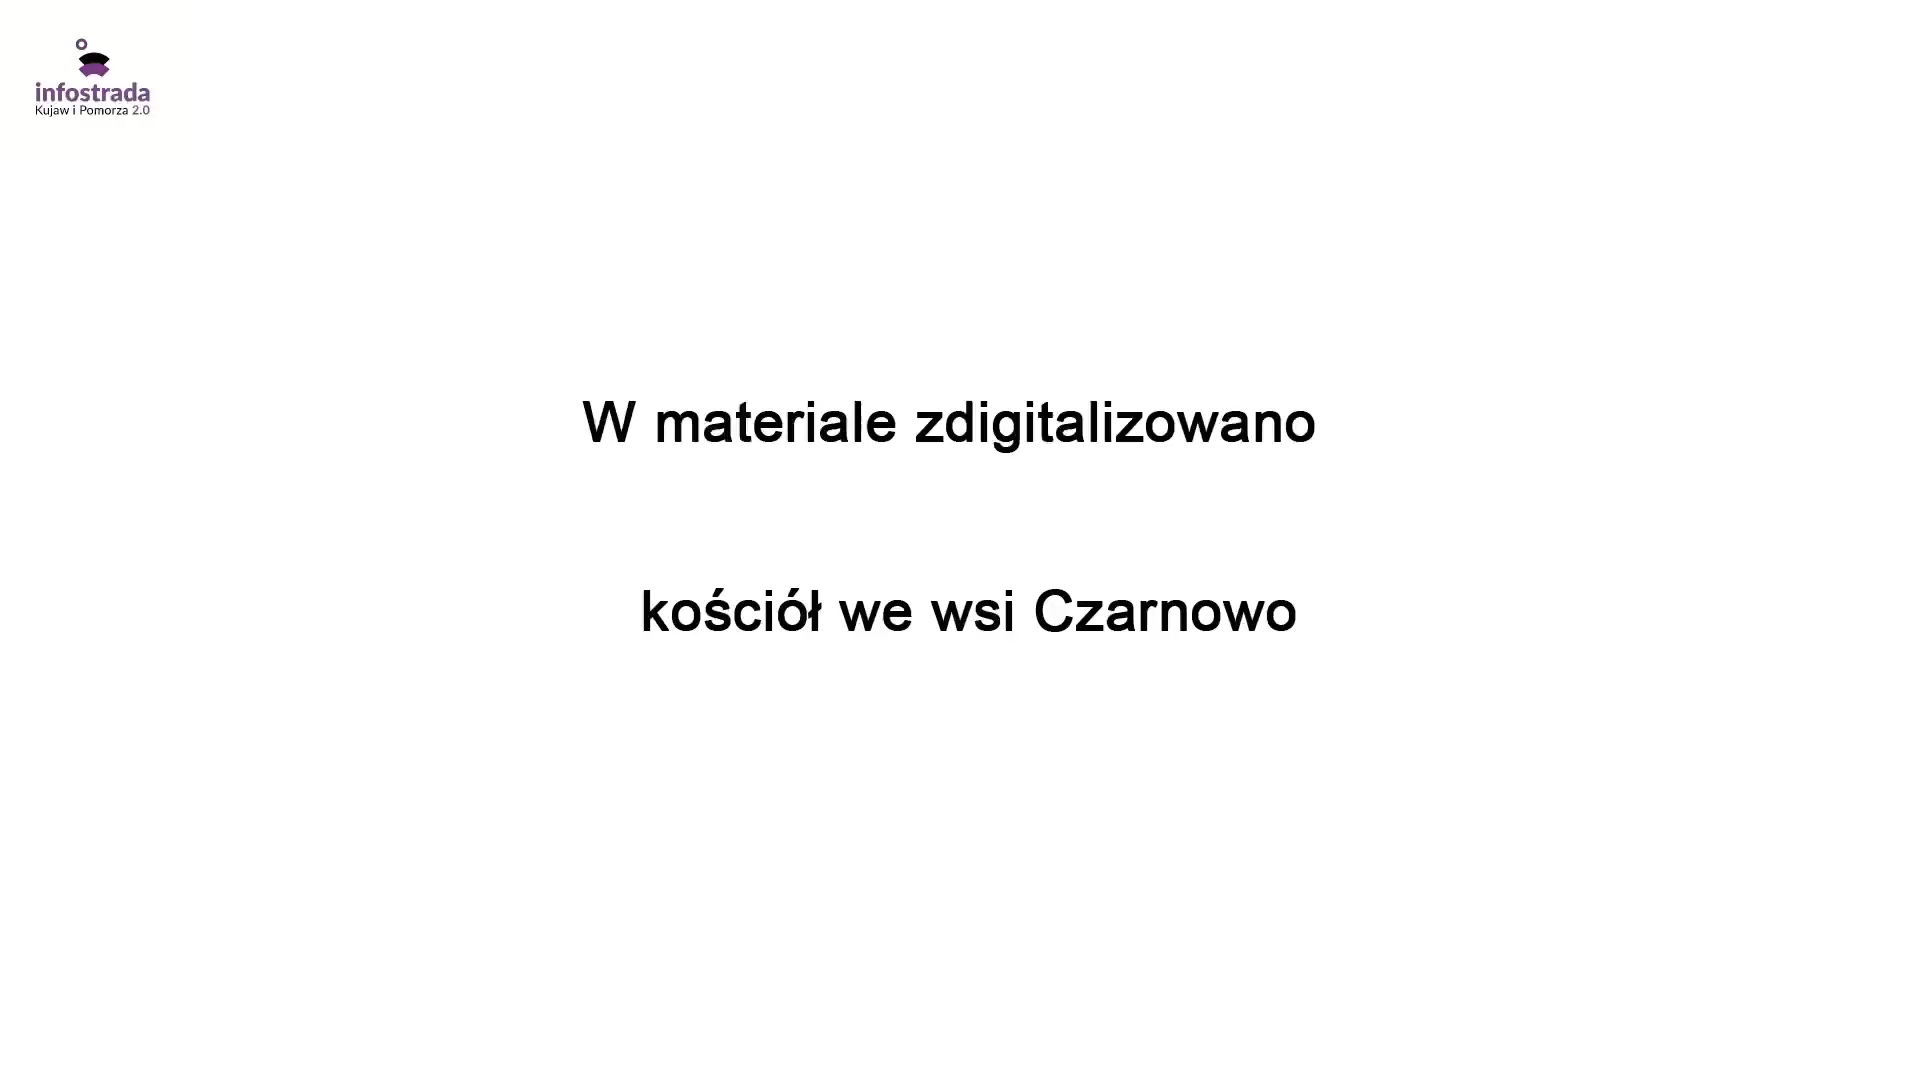 infostrada
Kujaw i Pomorza 2.0
W materiale zdigitalizowano
kościół we wsi Czarnowo